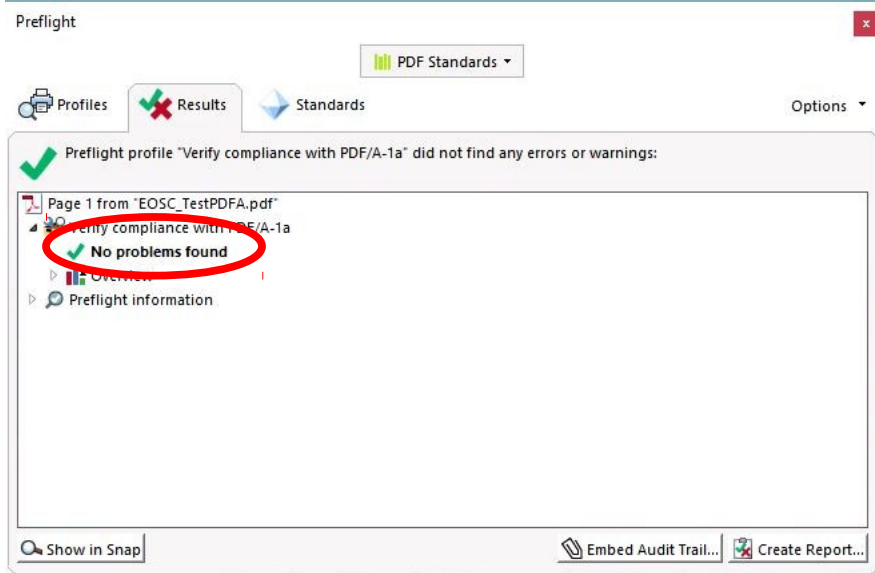 Preflight
x
PDF Standards
Profiles
Results
Standards
Options
Preflight profile "Verify compliance with PDF/A-1a" did not find any errors or warnings:
Page 1 from "EOSC_TestPDFA.pdf"
Verify compliance with PDF/A-1a
No problems found
Overview
Preflight information
Show in Snap
Embed Audit Trail...
Create Report...